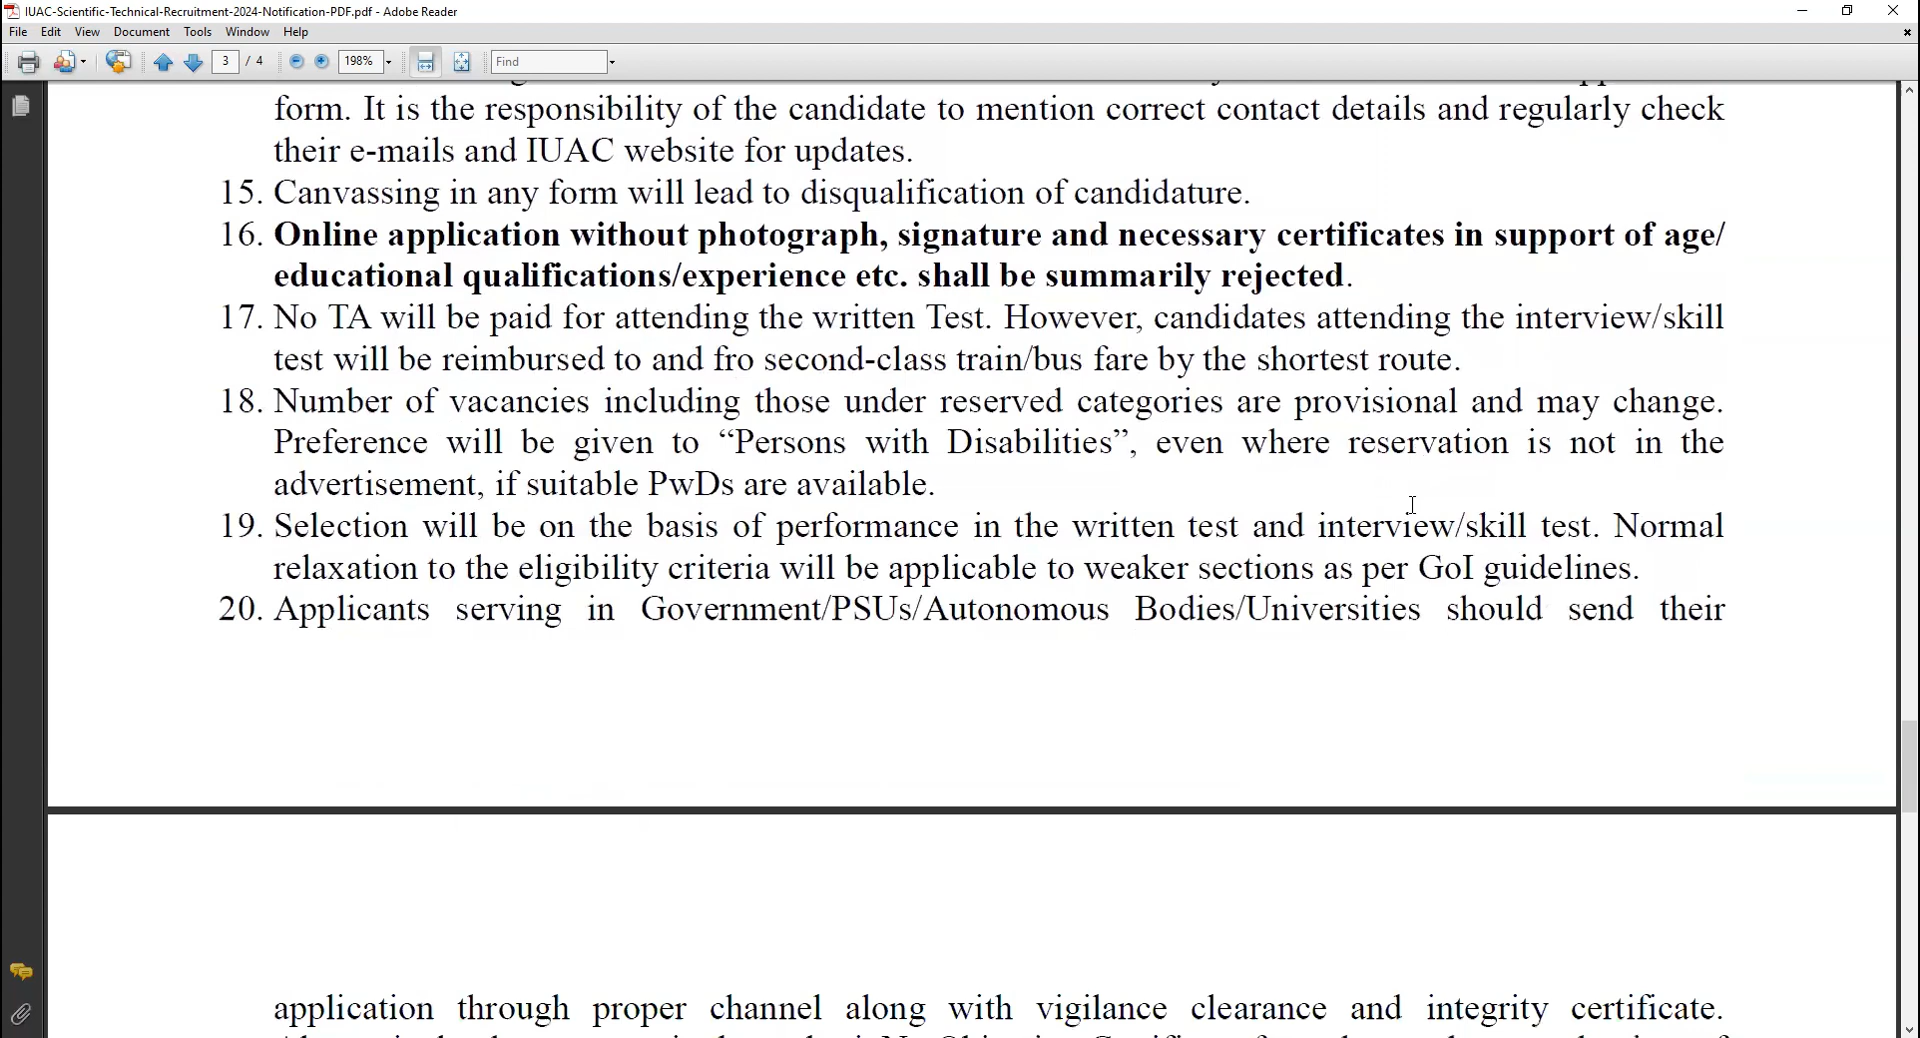 IUAC-Scientific-Technical-Recruitment-2024-Notification-PDF.pdf - Adobe Reader
File Edit View Document Tools Window Help
3 / 4 198% Find
form. It is the responsibility of the candidate to mention correct contact details and regularly check
their e-mails and IUAC website for updates.
15. Canvassing in any form will lead to disqualification of candidature.
16. Online application without photograph, signature and necessary certificates in support of age/
educational qualifications/experience etc. shall be summarily rejected.
17. No TA will be paid for attending the written Test. However, candidates attending the interview/skill
test will be reimbursed to and fro second-class train/bus fare by the shortest route.
18. Number of vacancies including those under reserved categories are provisional and may change.
Preference will be given to “Persons with Disabilities”, even where reservation is not in the
advertisement, if suitable PwDs are available.
19. Selection will be on the basis of performance in the written test and interview/skill test. Normal
relaxation to the eligibility criteria will be applicable to weaker sections as per GoI guidelines.
20. Applicants serving in Government/PSUs/Autonomous Bodies/Universities should send their
application through proper channel along with vigilance clearance and integrity certificate.